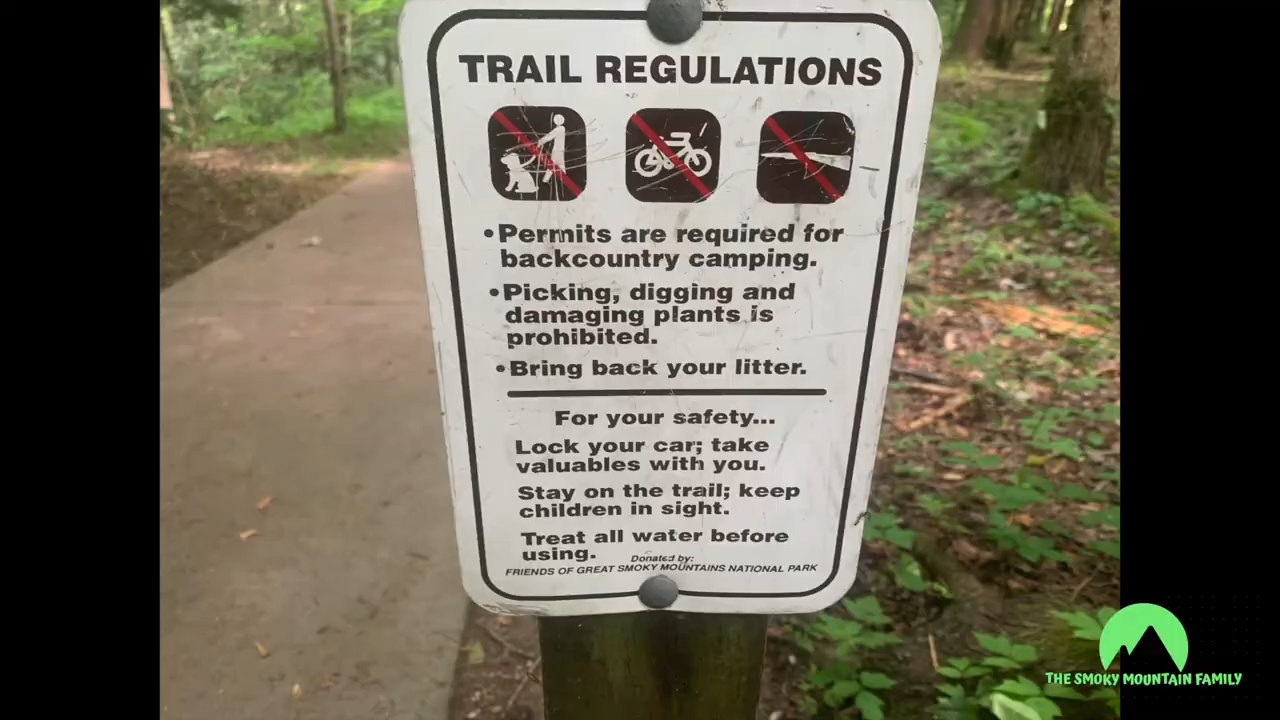 TRAIL REGULATIONS
•Permits are required for
backcountry camping.
•Picking, digging and
damaging plants is
prohibited.
•Bring back your litter.
For your safety...
Lock your car; take
valuables with you.
Stay on the trail; keep
children in sight.
Treat all water before
using.
Donated by:
FRIENDS OF GREAT SMOKY MOUNTAINS NATIONAL PARK
THE SMOKY MOUNTAIN FAMILY